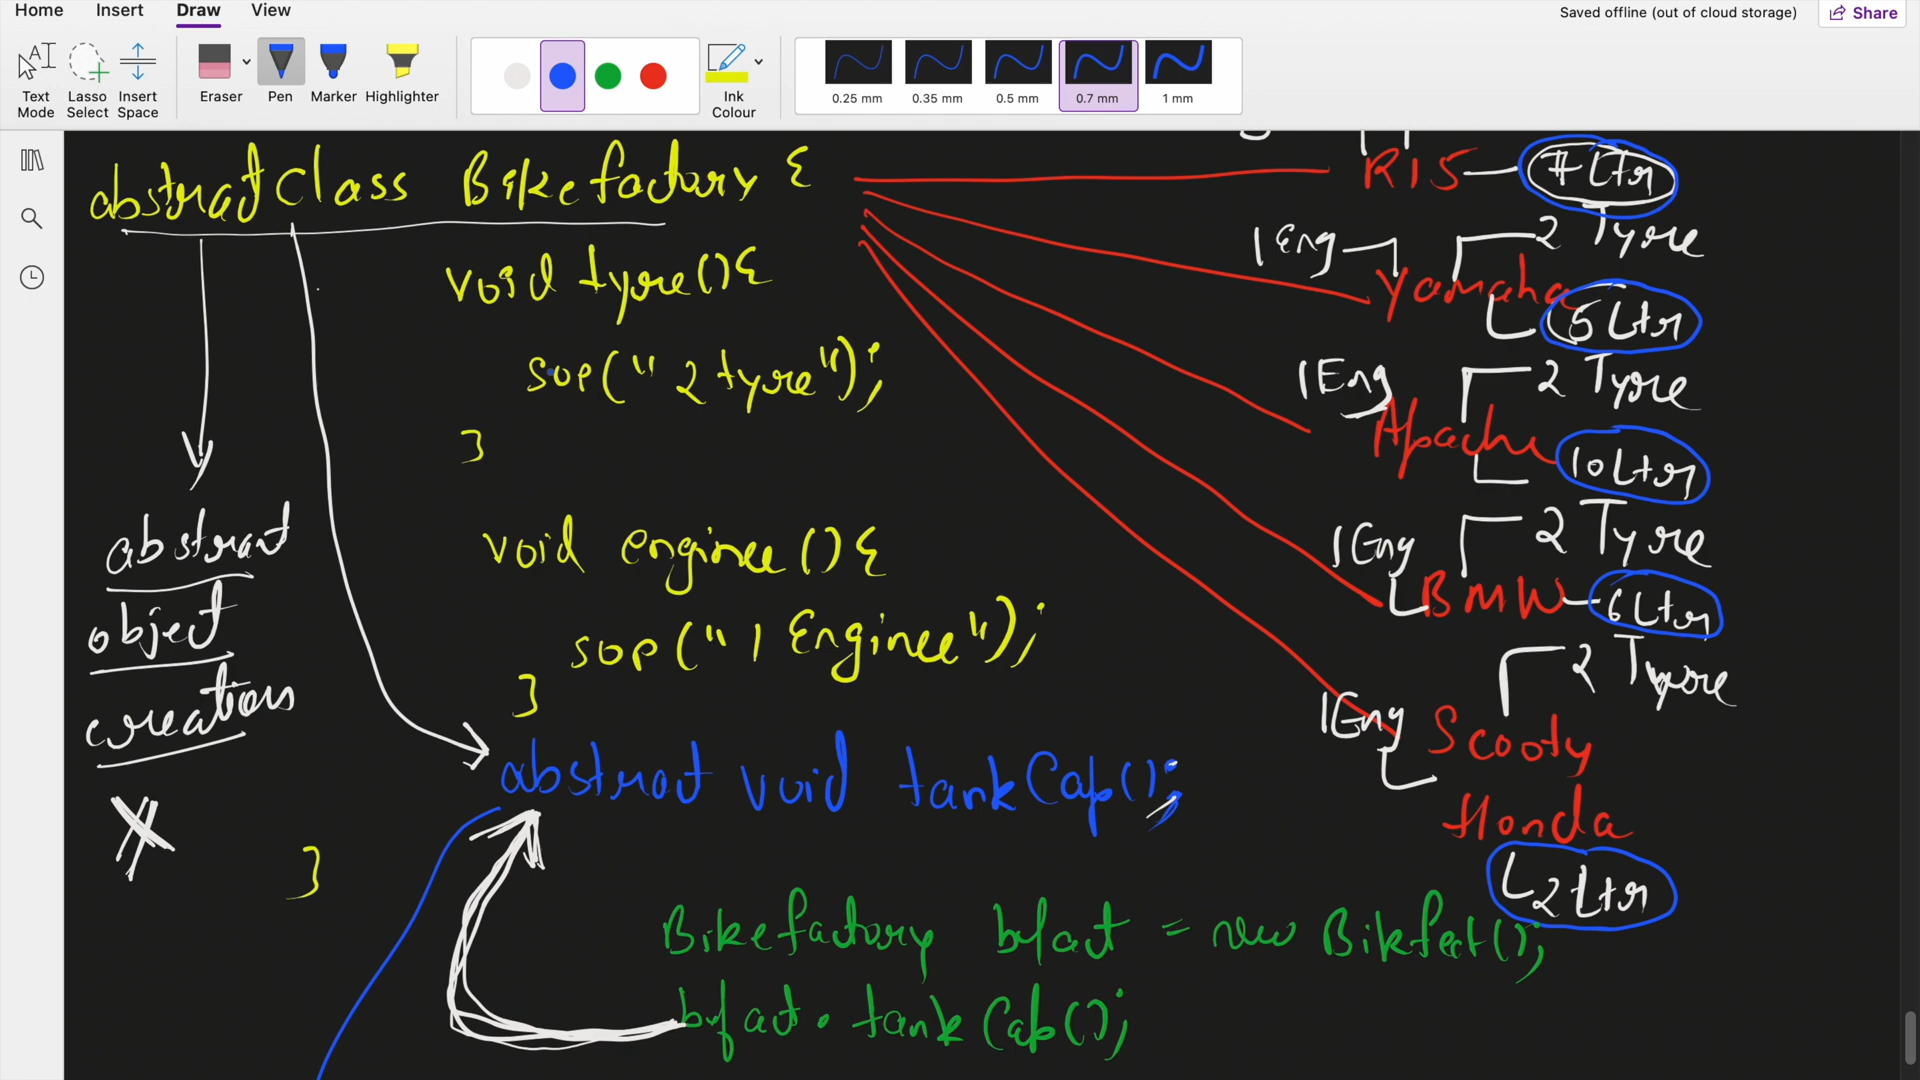 Home Insert Draw View
Saved offline (out of cloud storage)
Share
Text Mode
Lasso Select
Insert Space
Eraser
Pen
Marker
Highlighter
Ink Colour
0.25 mm
0.35 mm
0.5 mm
0.7 mm
1 mm
abstract class Bikefactory {
void tyre(){
sop(" 2 tyre");
}
void enginee (){
sop(" 1 Enginee");
}
abstract void tankCap();
}
abstract
object
creation
X
Bikefactory bfact = new Bikfact();
bfact.tankCap();
R15 7 Ltr
1 Eng 2 Tyre
Yamaha
5 Ltr
1 Eng 2 Tyre
Apache 10 Ltr
1 Eng 2 Tyre
BMW 6 Ltr
2 Tyre
1 Eng Scooty
Honda
2 Ltr